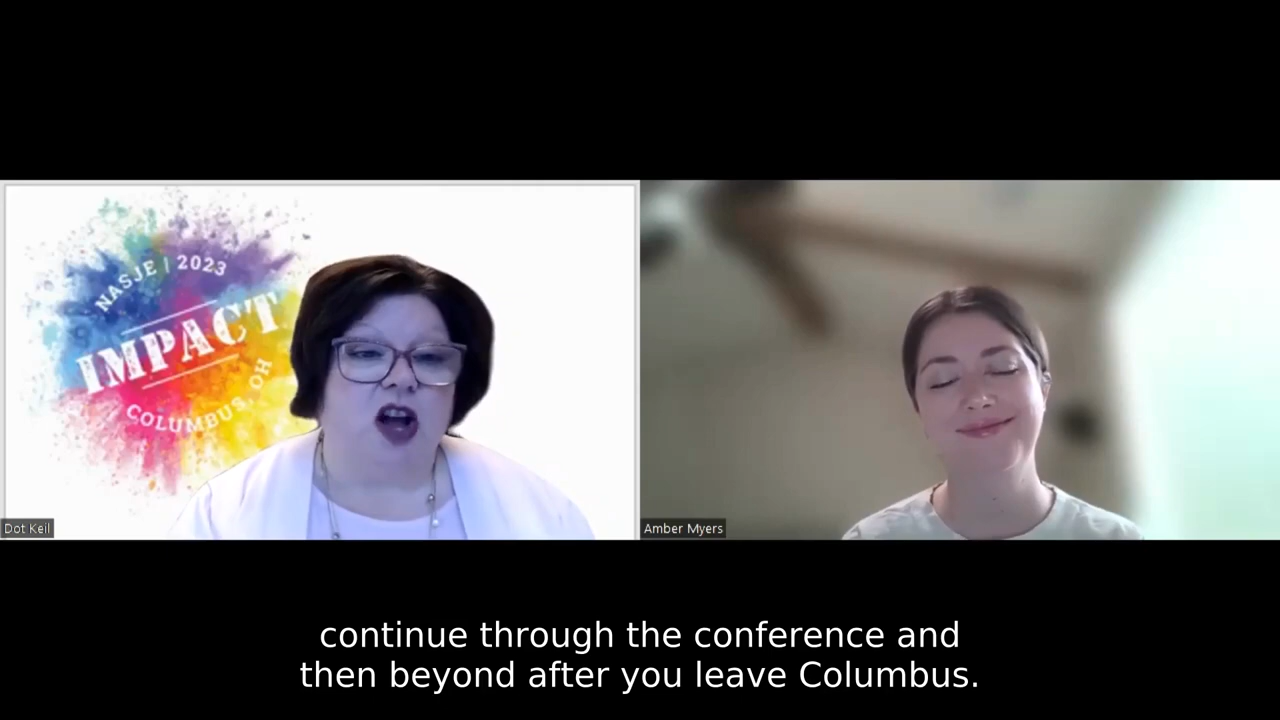 NASJE | 2023
IMPACT
COLUMBUS, OH
Dot Keil
Amber Myers
continue through the conference and
then beyond after you leave Columbus.